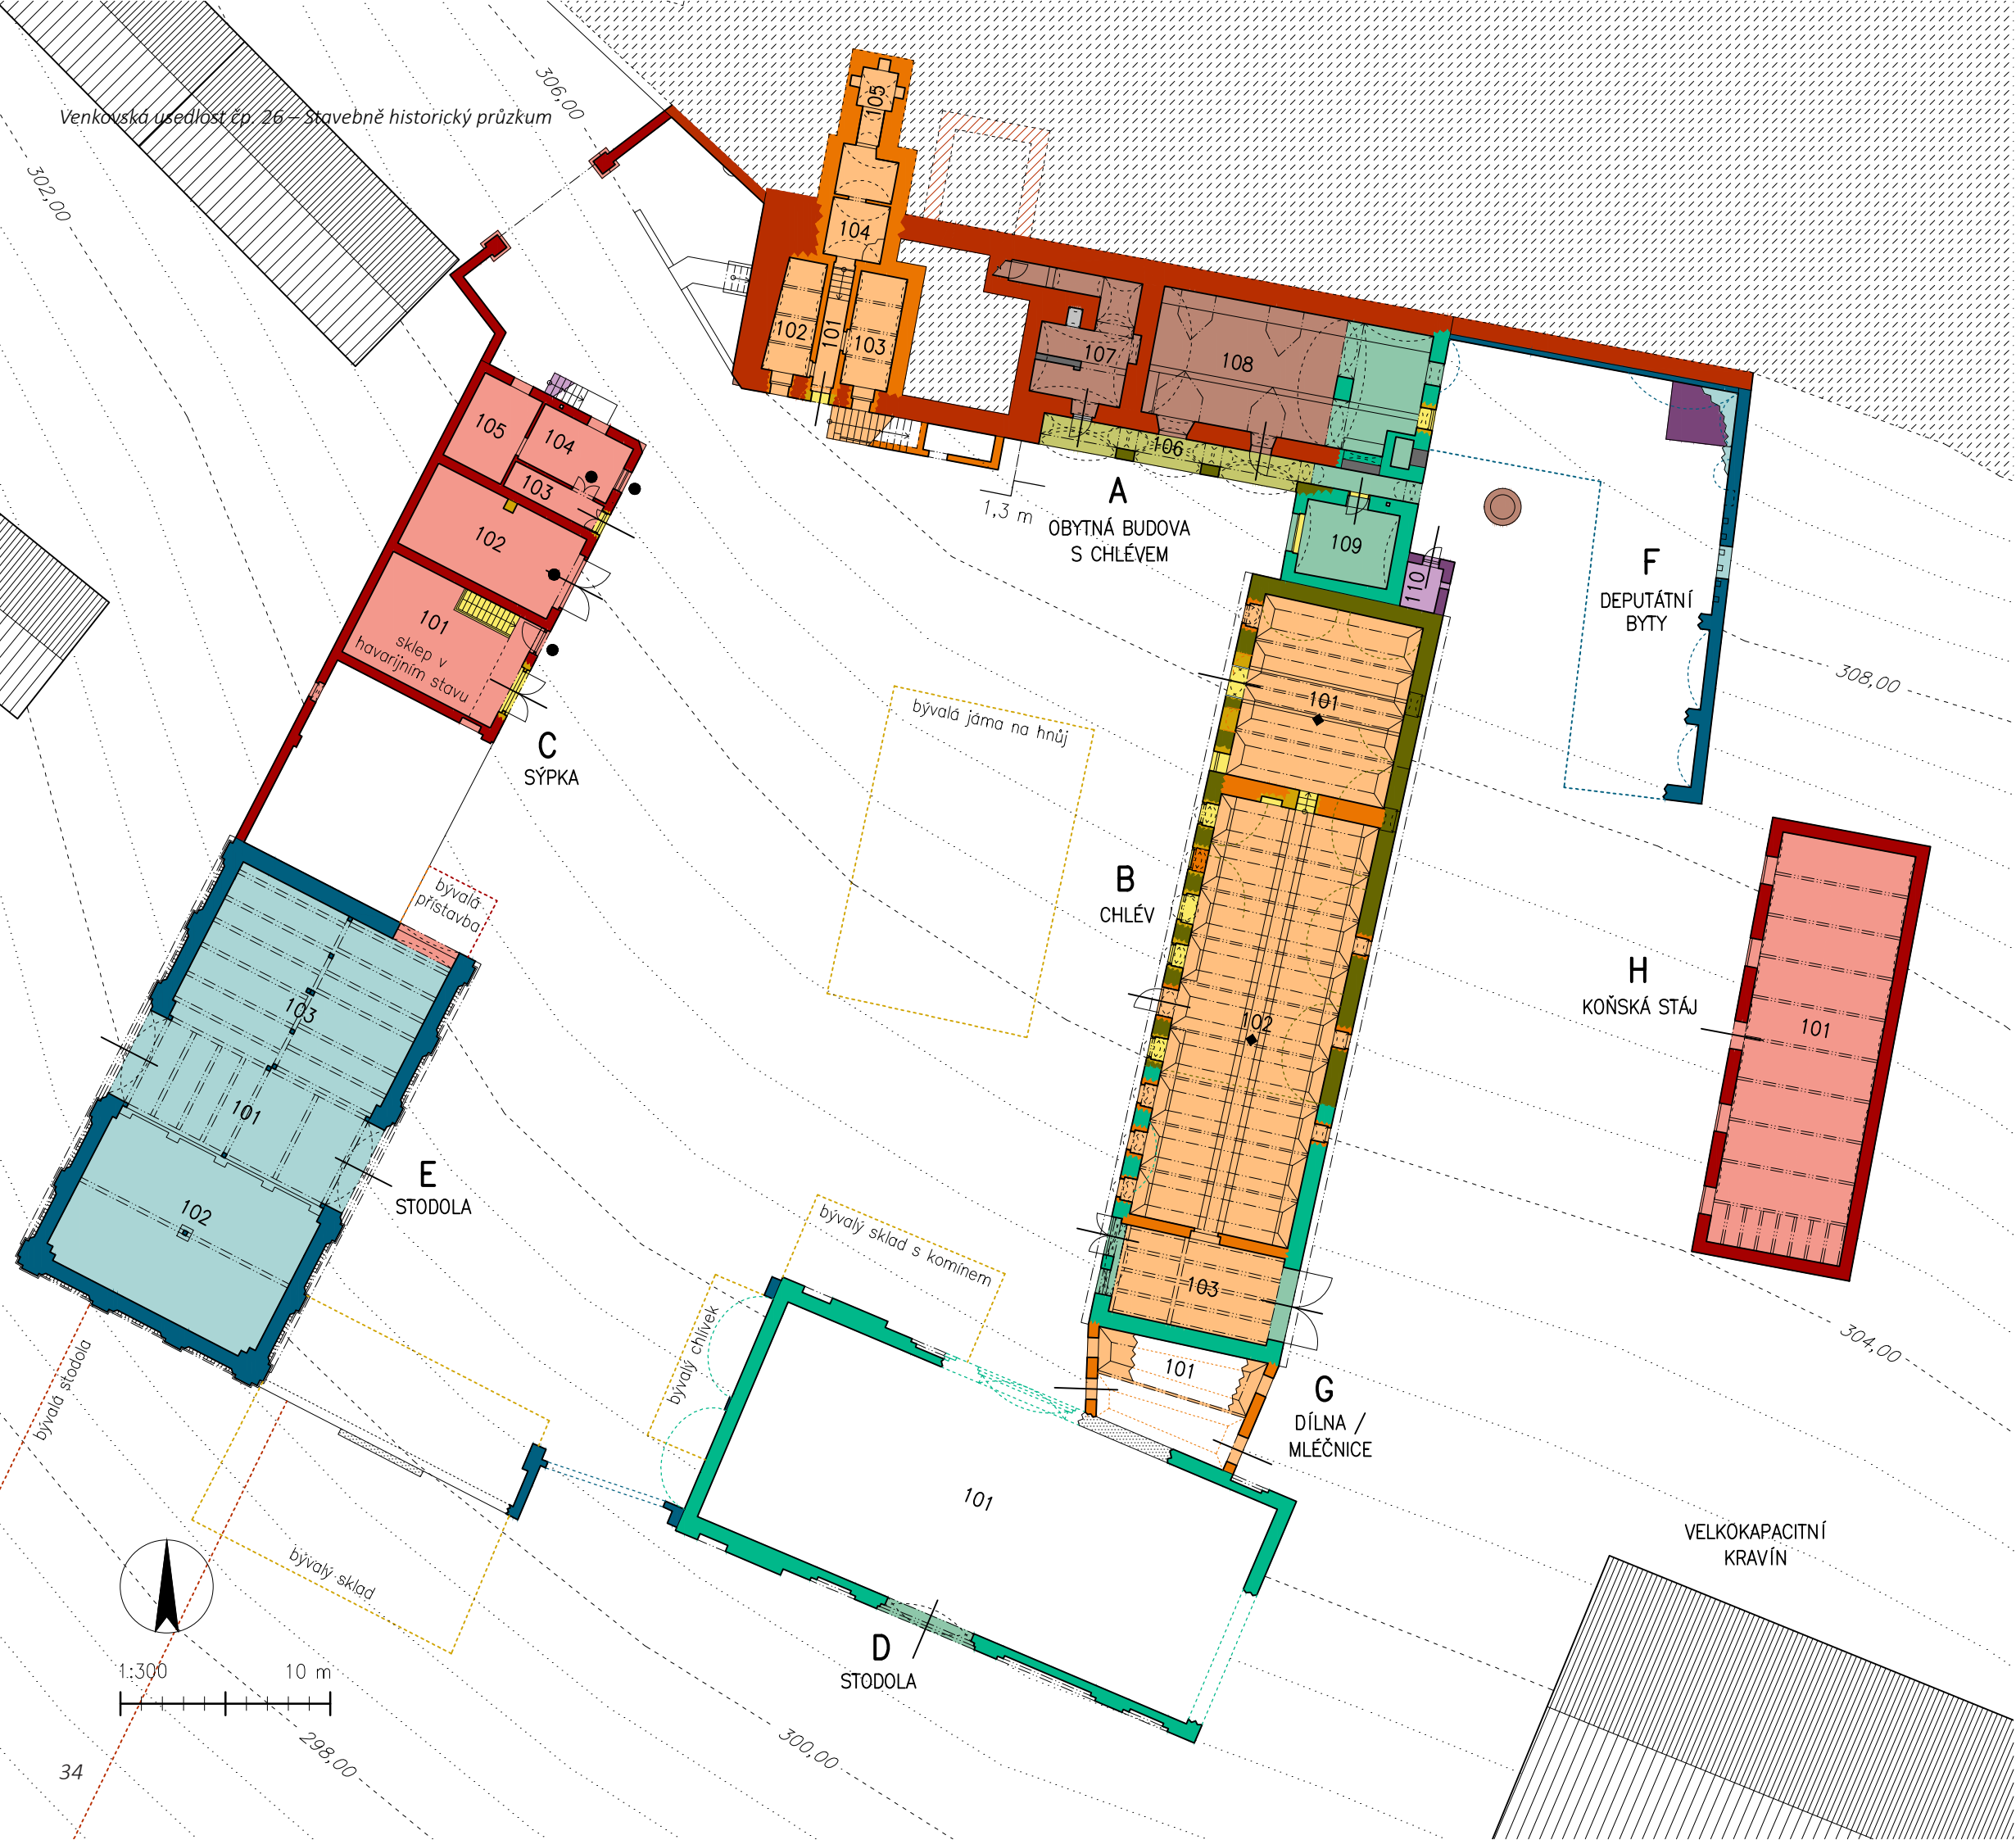 Venkovská usedlost čp. 26 – Stavebně historický průzkum
306,00
302,00
105
104
102
101
103
107
108
106
109
110
1,3 m
A
OBYTNÁ BUDOVA
S CHLÉVEM
F
DEPUTÁTNÍ
BYTY
308,00
105
104
103
102
101
sklep v
havarijním stavu
C
SÝPKA
bývalá jáma na hnůj
101
B
CHLÉV
102
103
H
KOŇSKÁ STÁJ
101
bývalá
přístavba
103
101
102
E
STODOLA
bývalý sklad s komínem
bývalý chlívek
bývalá stodola
101
G
DÍLNA /
MLÉČNICE
304,00
101
bývalý sklad
D
STODOLA
VELKOKAPACITNÍ
KRAVÍN
1:300
10 m
298,00
300,00
34